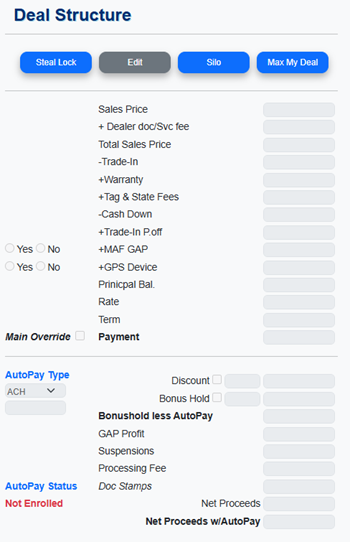 Deal Structure
Steal Lock Edit Silo Max My Deal
Sales Price
+ Dealer doc/Svc fee
Total Sales Price
-Trade-In
+Warranty
+Tag & State Fees
-Cash Down
+Trade-In P.off
Yes No +MAF GAP
Yes No +GPS Device
Prinicpal Bal.
Rate
Term
Main Override Payment
AutoPay Type
Discount
ACH Bonus Hold
Bonushold less AutoPay
GAP Profit
Suspensions
Processing Fee
AutoPay Status Doc Stamps
Not Enrolled Net Proceeds
Net Proceeds w/AutoPay